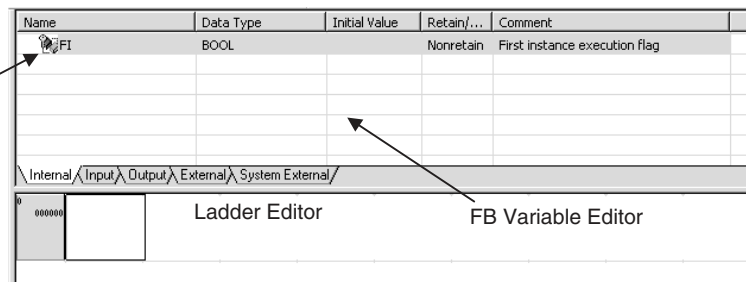 Name Data Type Initial Value Retain/... Comment
FI BOOL Nonretain First instance execution flag
Internal Input Output External System External
0
000000
Ladder Editor
FB Variable Editor